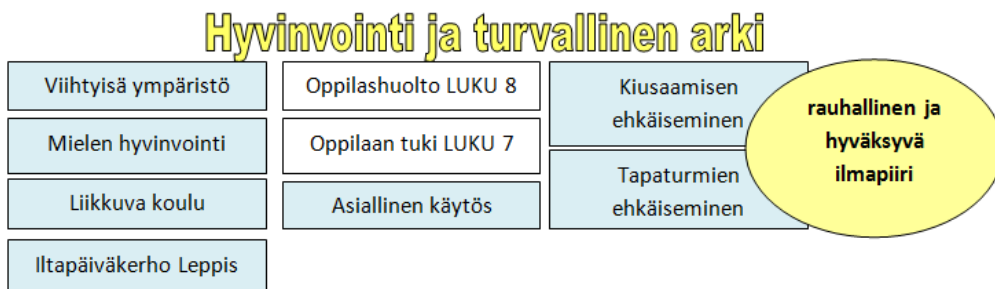 Hyvinvointi ja turvallinen arki
Viihtyisä ympäristö
Mielen hyvinvointi
Liikkuva koulu
Iltapäiväkerho Leppis
Oppilashuolto LUKU 8
Oppilaan tuki LUKU 7
Asiallinen käytös
Kiusaamisen
ehkäiseminen
Tapaturmien
ehkäiseminen
rauhallinen ja
hyväksyvä
ilmapiiri